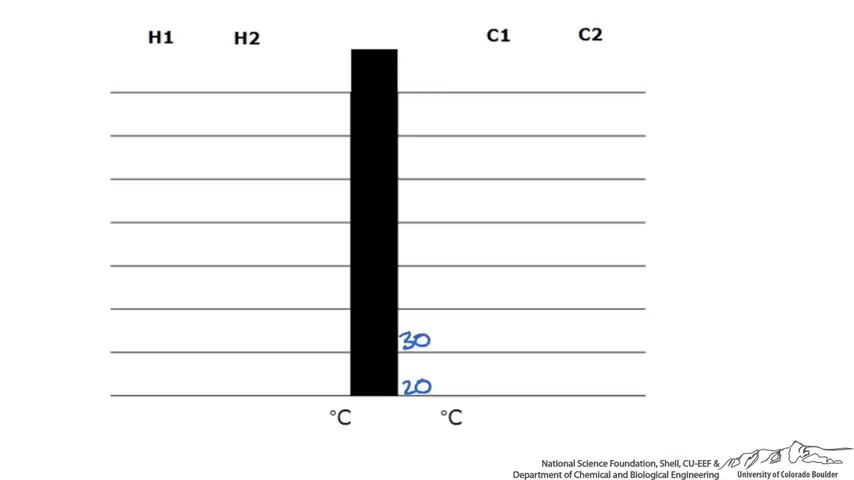 H1 H2 C1 C2
30
20
°C °C
National Science Foundation, Shell, CU-EEF &
Department of Chemical and Biological Engineering
University of Colorado Boulder